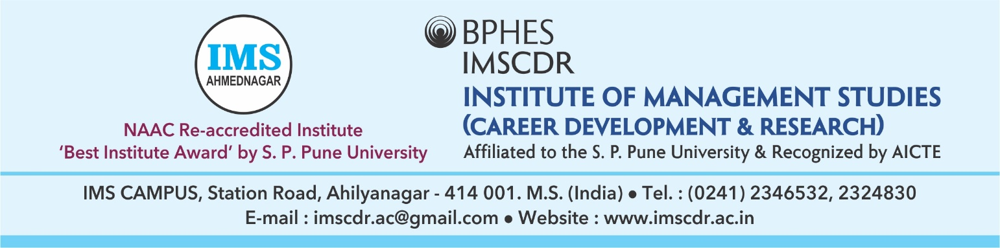 IMS
AHMEDNAGAR
NAAC Re-accredited Institute
‘Best Institute Award’ by S. P. Pune University
BPHES
IMSCDR
INSTITUTE OF MANAGEMENT STUDIES
(CAREER DEVELOPMENT & RESEARCH)
Affiliated to the S. P. Pune University & Recognized by AICTE
IMS CAMPUS, Station Road, Ahilyanagar - 414 001. M.S. (India) ● Tel. : (0241) 2346532, 2324830
E-mail : imscdr.ac@gmail.com ● Website : www.imscdr.ac.in